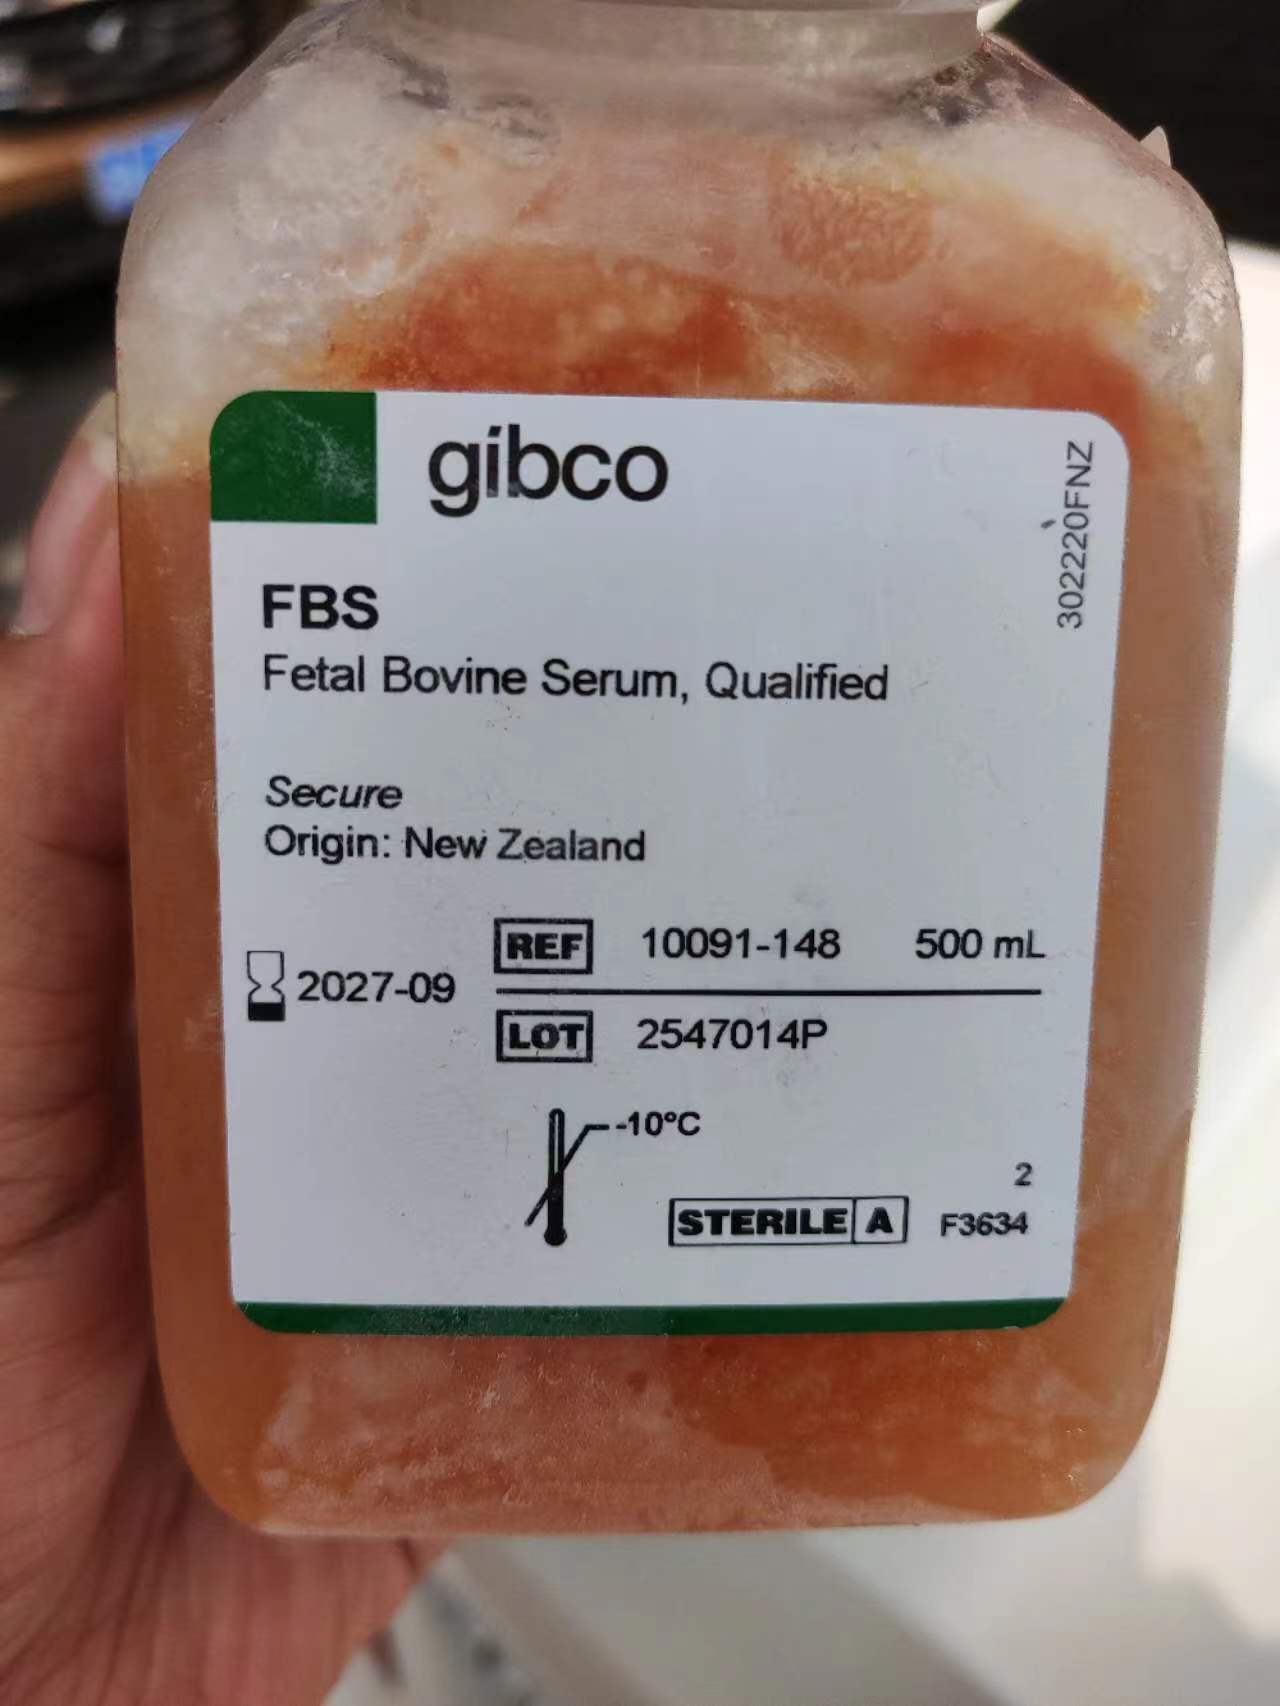 gibco
302220FNZ
FBS
Fetal Bovine Serum, Qualified
Secure
Origin: New Zealand
REF 10091-148 500 mL
2027-09
LOT 2547014P
-10°C
2
STERILE A F3634